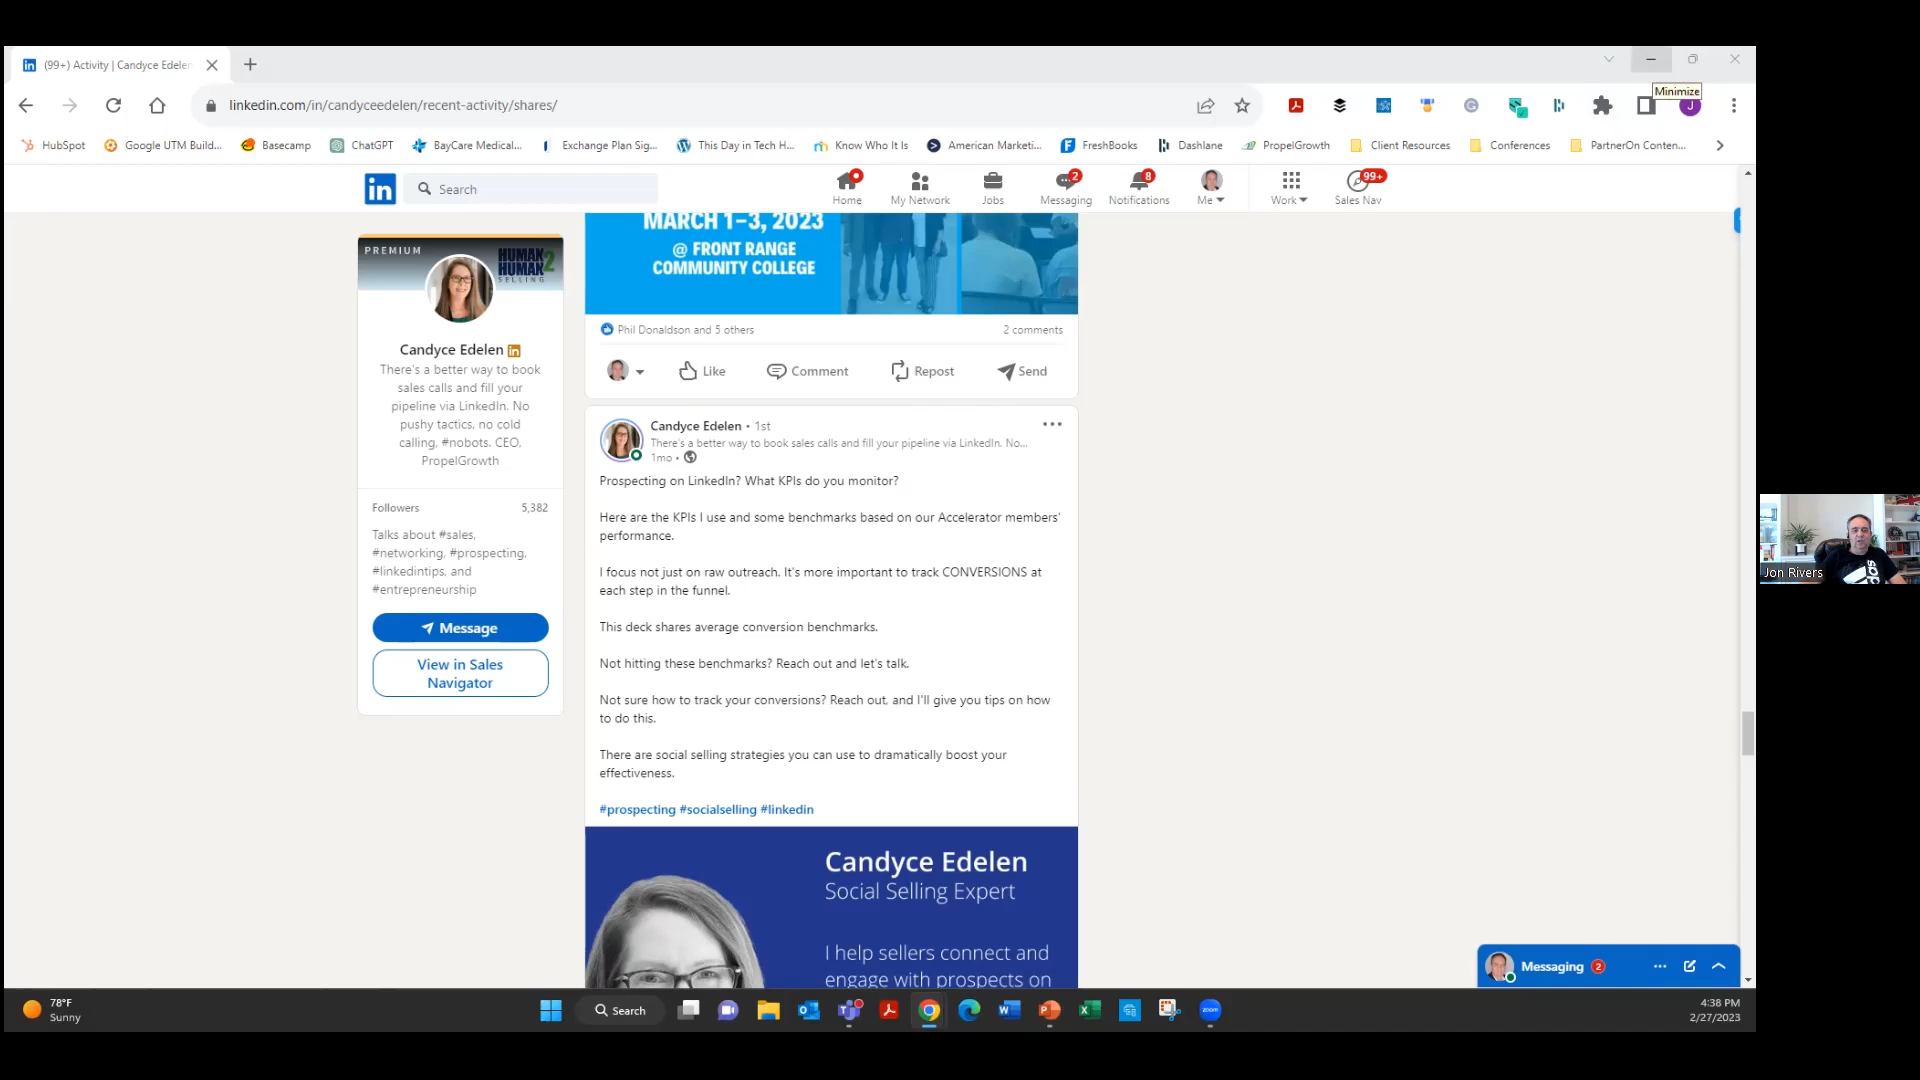 (99+) Activity | Candyce Edelen
Minimize
linkedin.com/in/candyceedelen/recent-activity/shares/
J
HubSpot
Google UTM Build...
Basecamp
ChatGPT
BayCare Medical...
Exchange Plan Sig...
This Day in Tech H...
Know Who It Is
American Marketi...
FreshBooks
Dashlane
PropelGrowth
Client Resources
Conferences
PartnerOn Conten...
in
Search
Home
My Network
Jobs
2
Messaging
8
Notifications
Me
Work
99+
Sales Nav
PREMIUM
HUMAN 2
HUMAN
SELLING
Candyce Edelen in
There's a better way to book
sales calls and fill your
pipeline via LinkedIn. No
pushy tactics, no cold
calling, #nobots. CEO,
PropelGrowth
Followers 5,382
Talks about #sales,
#networking, #prospecting,
#linkedintips, and
#entrepreneurship
Message
View in Sales
Navigator
MARCH 1-3, 2023
@ FRONT RANGE
COMMUNITY COLLEGE
Phil Donaldson and 5 others
2 comments
Like
Comment
Repost
Send
Candyce Edelen • 1st
There's a better way to book sales calls and fill your pipeline via LinkedIn. No...
1mo •
Prospecting on LinkedIn? What KPIs do you monitor?
Here are the KPIs I use and some benchmarks based on our Accelerator members'
performance.
I focus not just on raw outreach. It's more important to track CONVERSIONS at
each step in the funnel.
This deck shares average conversion benchmarks.
Not hitting these benchmarks? Reach out and let's talk.
Not sure how to track your conversions? Reach out, and I'll give you tips on how
to do this.
There are social selling strategies you can use to dramatically boost your
effectiveness.
#prospecting #socialselling #linkedin
Candyce Edelen
Social Selling Expert
I help sellers connect and
engage with prospects on
Messaging 2
Jon Rivers
adidas
78°F
Sunny
Search
zoom
4:38 PM
2/27/2023